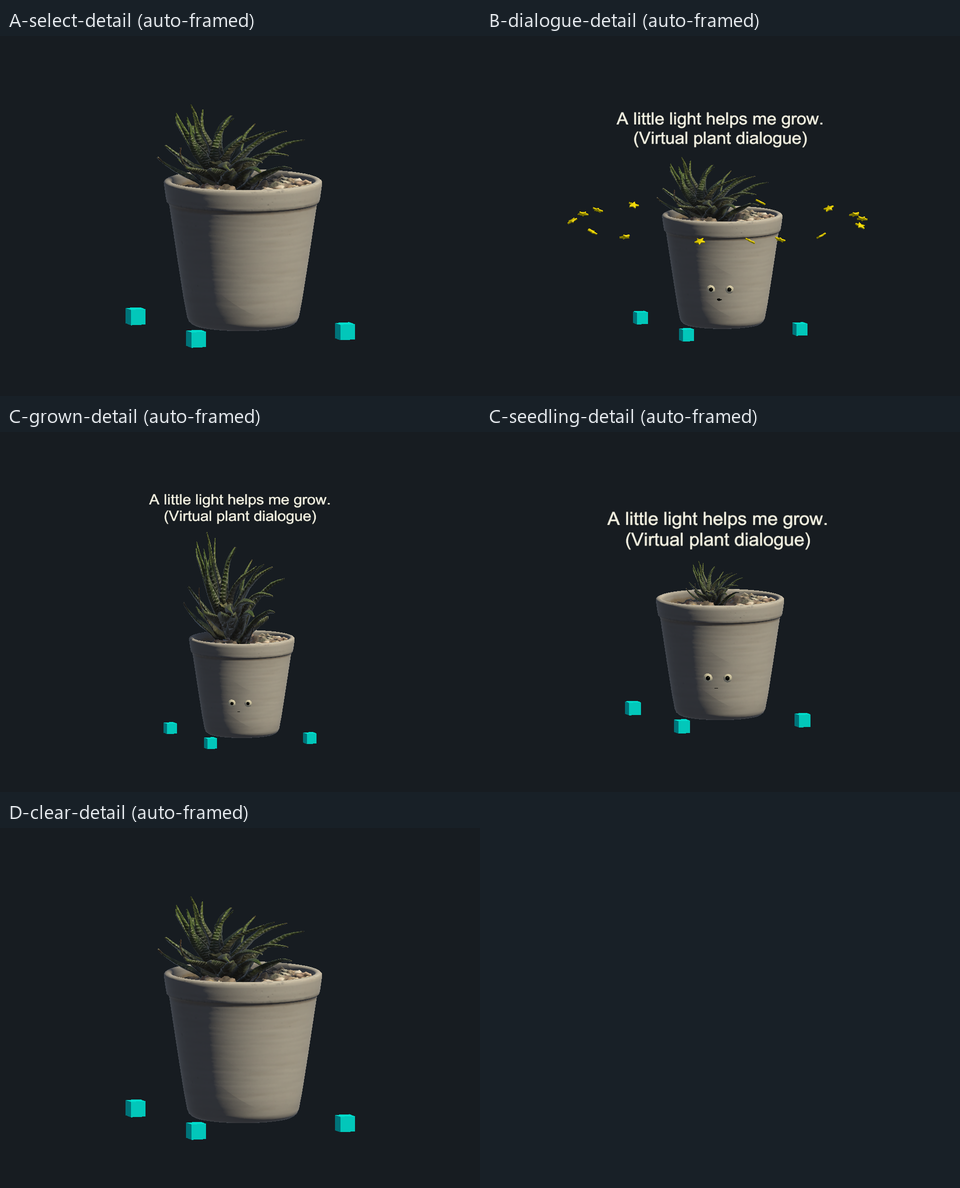 A-select-detail (auto-framed)
B-dialogue-detail (auto-framed)
A little light helps me grow.
(Virtual plant dialogue)
C-grown-detail (auto-framed)
C-seedling-detail (auto-framed)
A little light helps me grow.
(Virtual plant dialogue)
A little light helps me grow.
(Virtual plant dialogue)
D-clear-detail (auto-framed)